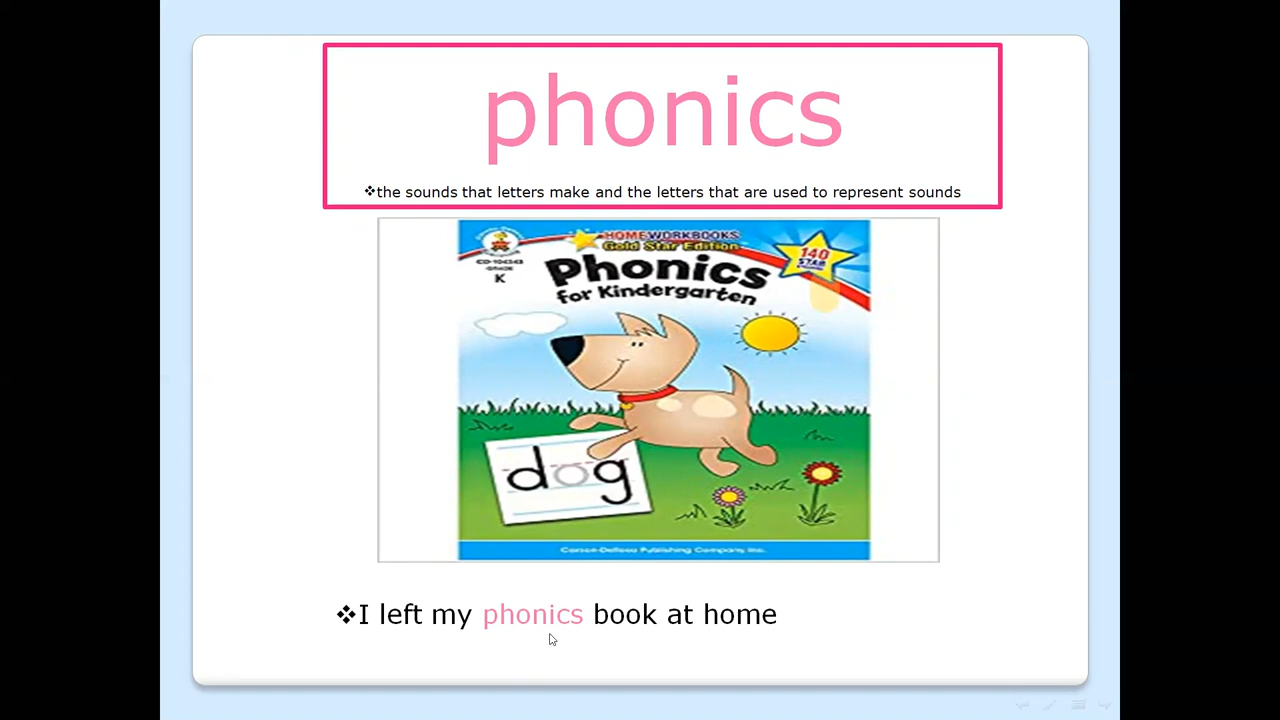 phonics
❖the sounds that letters make and the letters that are used to represent sounds
HOMEWORKBOOKS
Gold Star Edition
CD-104343
GRADE
K
140
STAR
Phonics
for Kindergarten
dog
Carson-Dellosa Publishing Company, Inc.
❖I left my phonics book at home